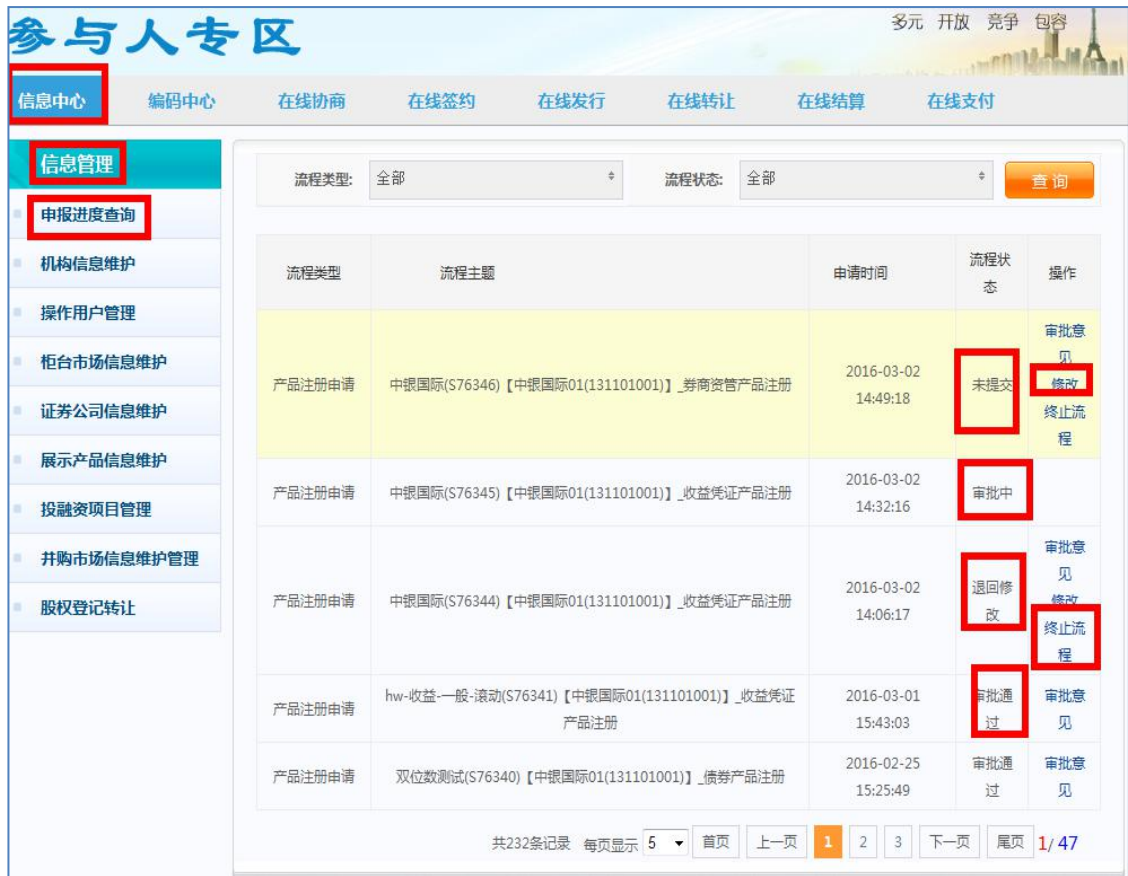 参与人专区
多元 开放 竞争 包容
信息中心 编码中心 在线协商 在线签约 在线发行 在线转让 在线结算 在线支付
信息管理
申报进度查询
机构信息维护
操作用户管理
柜台市场信息维护
证券公司信息维护
展示产品信息维护
投融资项目管理
并购市场信息维护管理
股权登记转让
流程类型: 全部 流程状态: 全部 查询
流程类型 流程主题 申请时间 流程状
态 操作
产品注册申请 中银国际(S76346)【中银国际01(131101001)】_券商资管产品注册 2016-03-02
14:49:18 未提交 审批意
见
修改
终止流
程
产品注册申请 中银国际(S76345)【中银国际01(131101001)】_收益凭证产品注册 2016-03-02
14:32:16 审批中
产品注册申请 中银国际(S76344)【中银国际01(131101001)】_收益凭证产品注册 2016-03-02
14:06:17 退回修
改 审批意
见
修改
终止流
程
产品注册申请 hw-收益-一般-滚动(S76341)【中银国际01(131101001)】_收益凭证
产品注册 2016-03-01
15:43:03 审批通
过 审批意
见
产品注册申请 双位数测试(S76340)【中银国际01(131101001)】_债券产品注册 2016-02-25
15:25:49 审批通
过 审批意
见
共232条记录 每页显示 5 首页 上一页 1 2 3 下一页 尾页 1/ 47